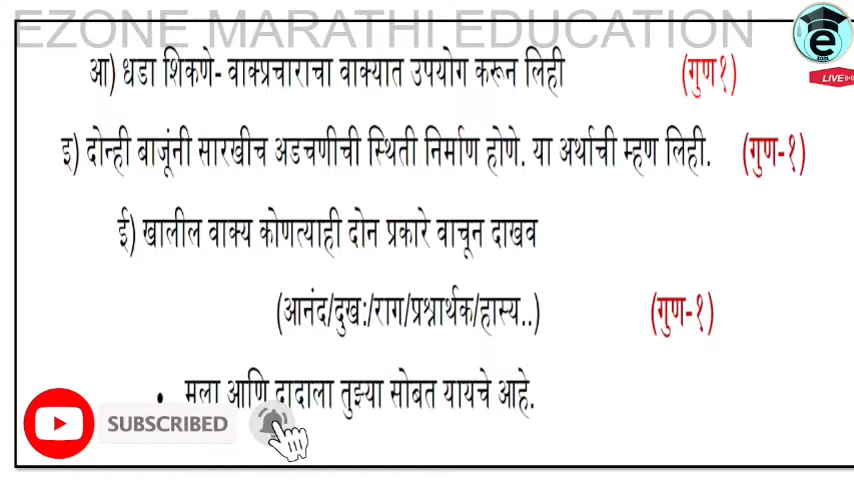 EZONE MARATHI EDUCATION
आ) धडा शिकणे- वाक्प्रचाराचा वाक्यात उपयोग करून लिही (गुण१)
इ) दोन्ही बाजूंनी सारखीच अडचणीची स्थिती निर्माण होणे. या अर्थाची म्हण लिही. (गुण-१)
ई) खालील वाक्य कोणत्याही दोन प्रकारे वाचून दाखव
(आनंद/दुख:/राग/प्रश्नार्थक/हास्य..) (गुण-१)
• मला आणि दादाला तुझ्या सोबत यायचे आहे.
SUBSCRIBED
e
LIVE